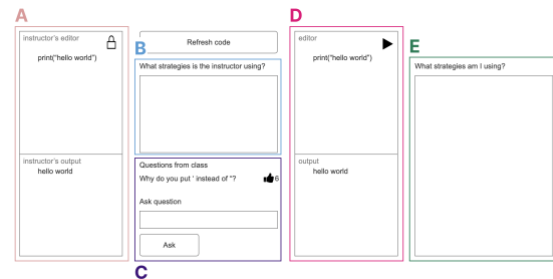 A
instructor's editor
print("hello world")
instructor's output
hello world
Refresh code
B
What strategies is the instructor using?
Questions from class
Why do you put ' instead of "?
6
Ask question
Ask
C
D
editor
print("hello world")
output
hello world
E
What strategies am I using?